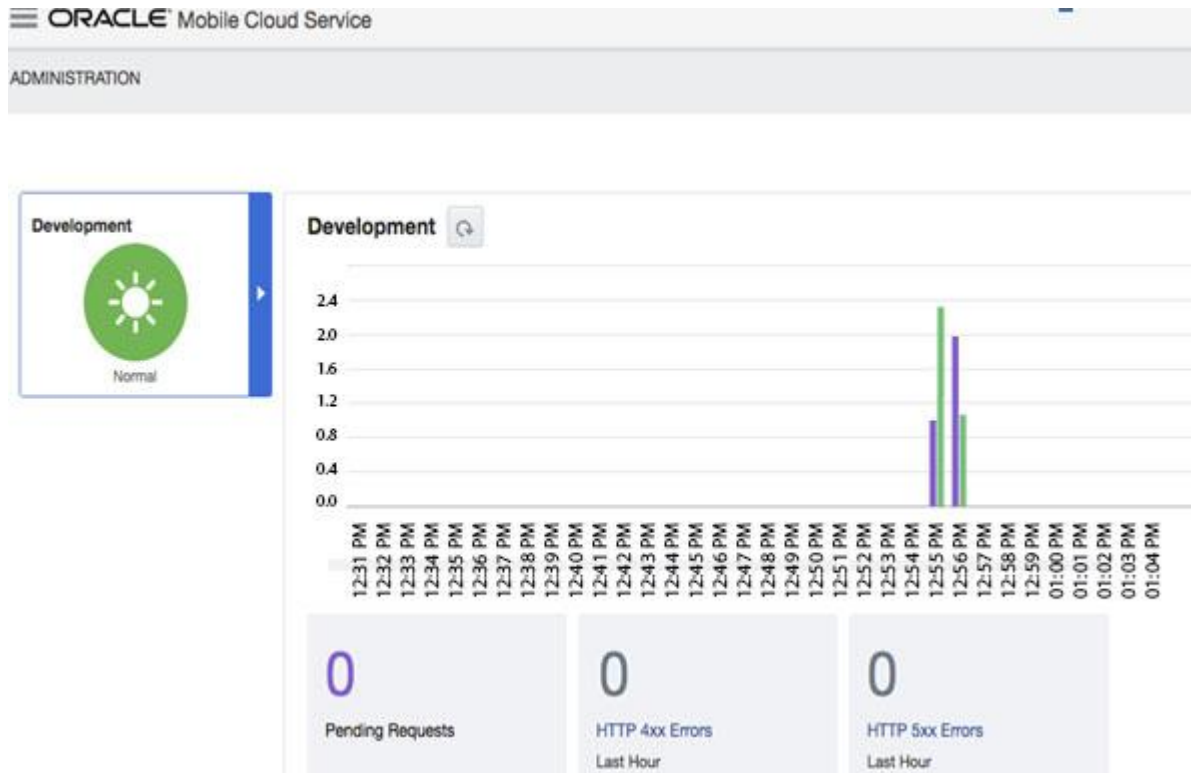 ORACLE Mobile Cloud Service
ADMINISTRATION
Development
Normal
Development
2.4
2.0
1.6
1.2
0.8
0.4
0.0
12:31 PM
12:32 PM
12:33 PM
12:34 PM
12:35 PM
12:36 PM
12:37 PM
12:38 PM
12:39 PM
12:40 PM
12:41 PM
12:42 PM
12:43 PM
12:44 PM
12:45 PM
12:46 PM
12:47 PM
12:48 PM
12:49 PM
12:50 PM
12:51 PM
12:52 PM
12:53 PM
12:54 PM
12:55 PM
12:56 PM
12:57 PM
12:58 PM
12:59 PM
01:00 PM
01:01 PM
01:02 PM
01:03 PM
01:04 PM
0
Pending Requests
0
HTTP 4xx Errors
Last Hour
0
HTTP 5xx Errors
Last Hour